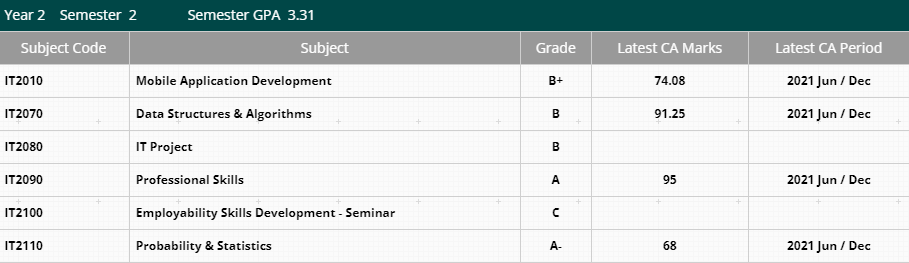 Year 2 Semester 2 Semester GPA 3.31
Subject Code Subject Grade Latest CA Marks Latest CA Period
IT2010 Mobile Application Development B+ 74.08 2021 Jun / Dec
IT2070 Data Structures & Algorithms B 91.25 2021 Jun / Dec
IT2080 IT Project B
IT2090 Professional Skills A 95 2021 Jun / Dec
IT2100 Employability Skills Development - Seminar C
IT2110 Probability & Statistics A- 68 2021 Jun / Dec